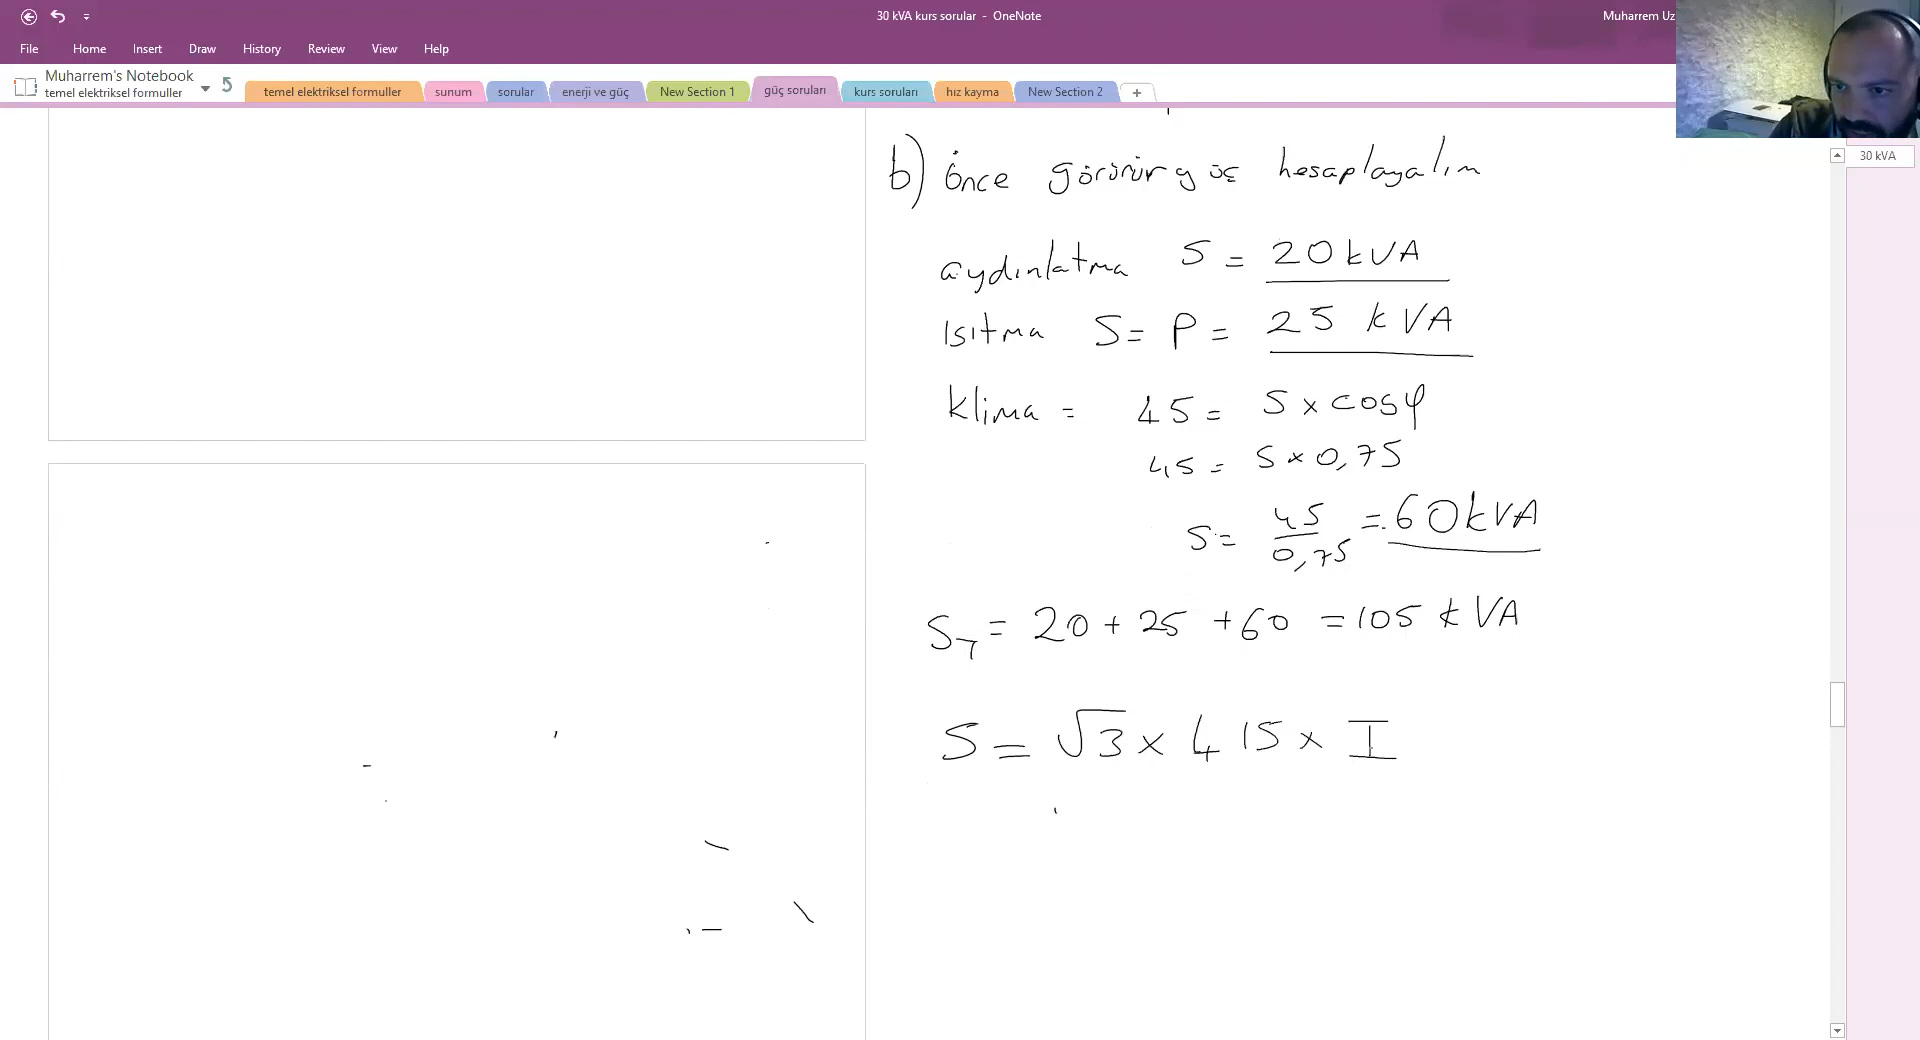 30 kVA kurs sorular - OneNote
Muharrem Uz
File Home Insert Draw History Review View Help
Muharrem's Notebook
temel elektriksel formuller
temel elektriksel formuller sunum sorular enerji ve güç New Section 1 güç soruları kurs soruları hız kayma New Section 2 +
30 kVA
b) önce görünür güç hesaplayalım
aydınlatma S = 20 kVA
ısıtma S = P = 25 kVA
klima = 45 = S x cosφ
45 = S x 0,75
S = 45/0,75 = 60 kVA
S_T = 20 + 25 + 60 = 105 kVA
S = √3 x 415 x I